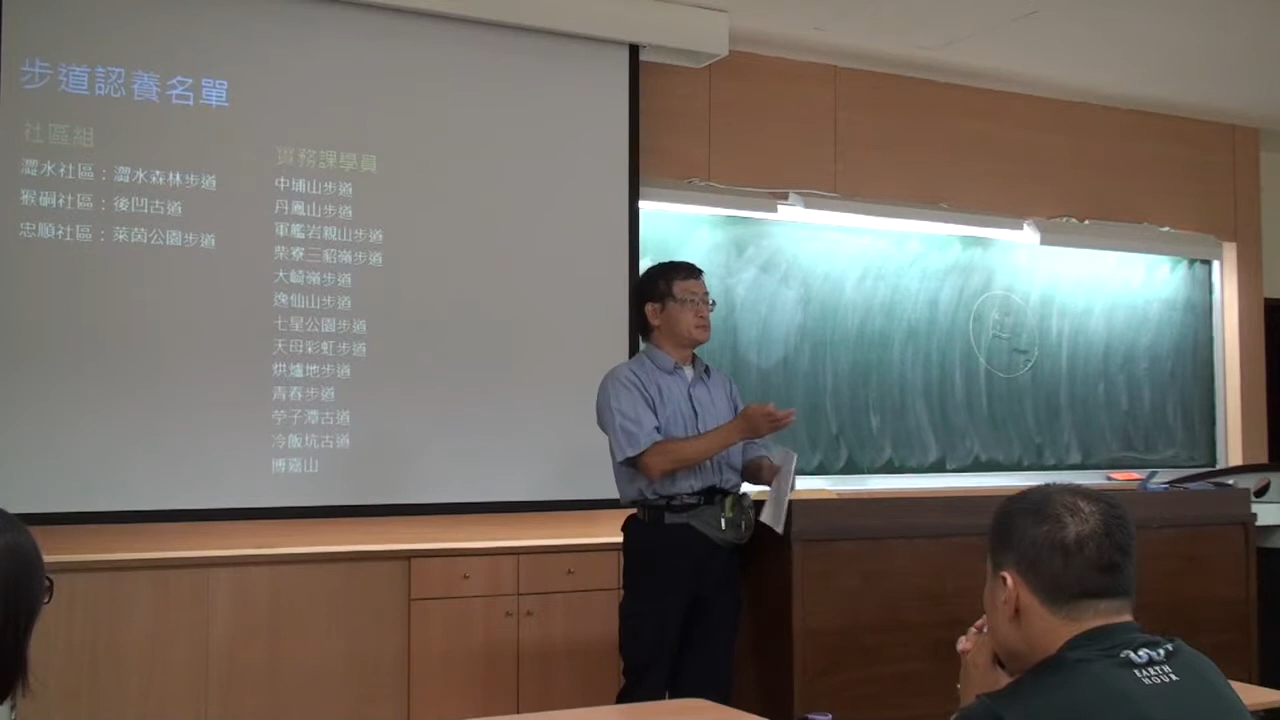 步道認養名單
社區組
澀水社區：澀水森林步道
猴硐社區：後凹古道
忠順社區：萊茵公園步道
實務課學員
中埔山步道
丹鳳山步道
軍艦岩親山步道
柴寮三貂嶺步道
大崎嶺步道
逸仙山步道
七星公園步道
天母彩虹步道
烘爐地步道
青春步道
苧子潭古道
冷飯坑古道
博嘉山
EARTH
HOUR